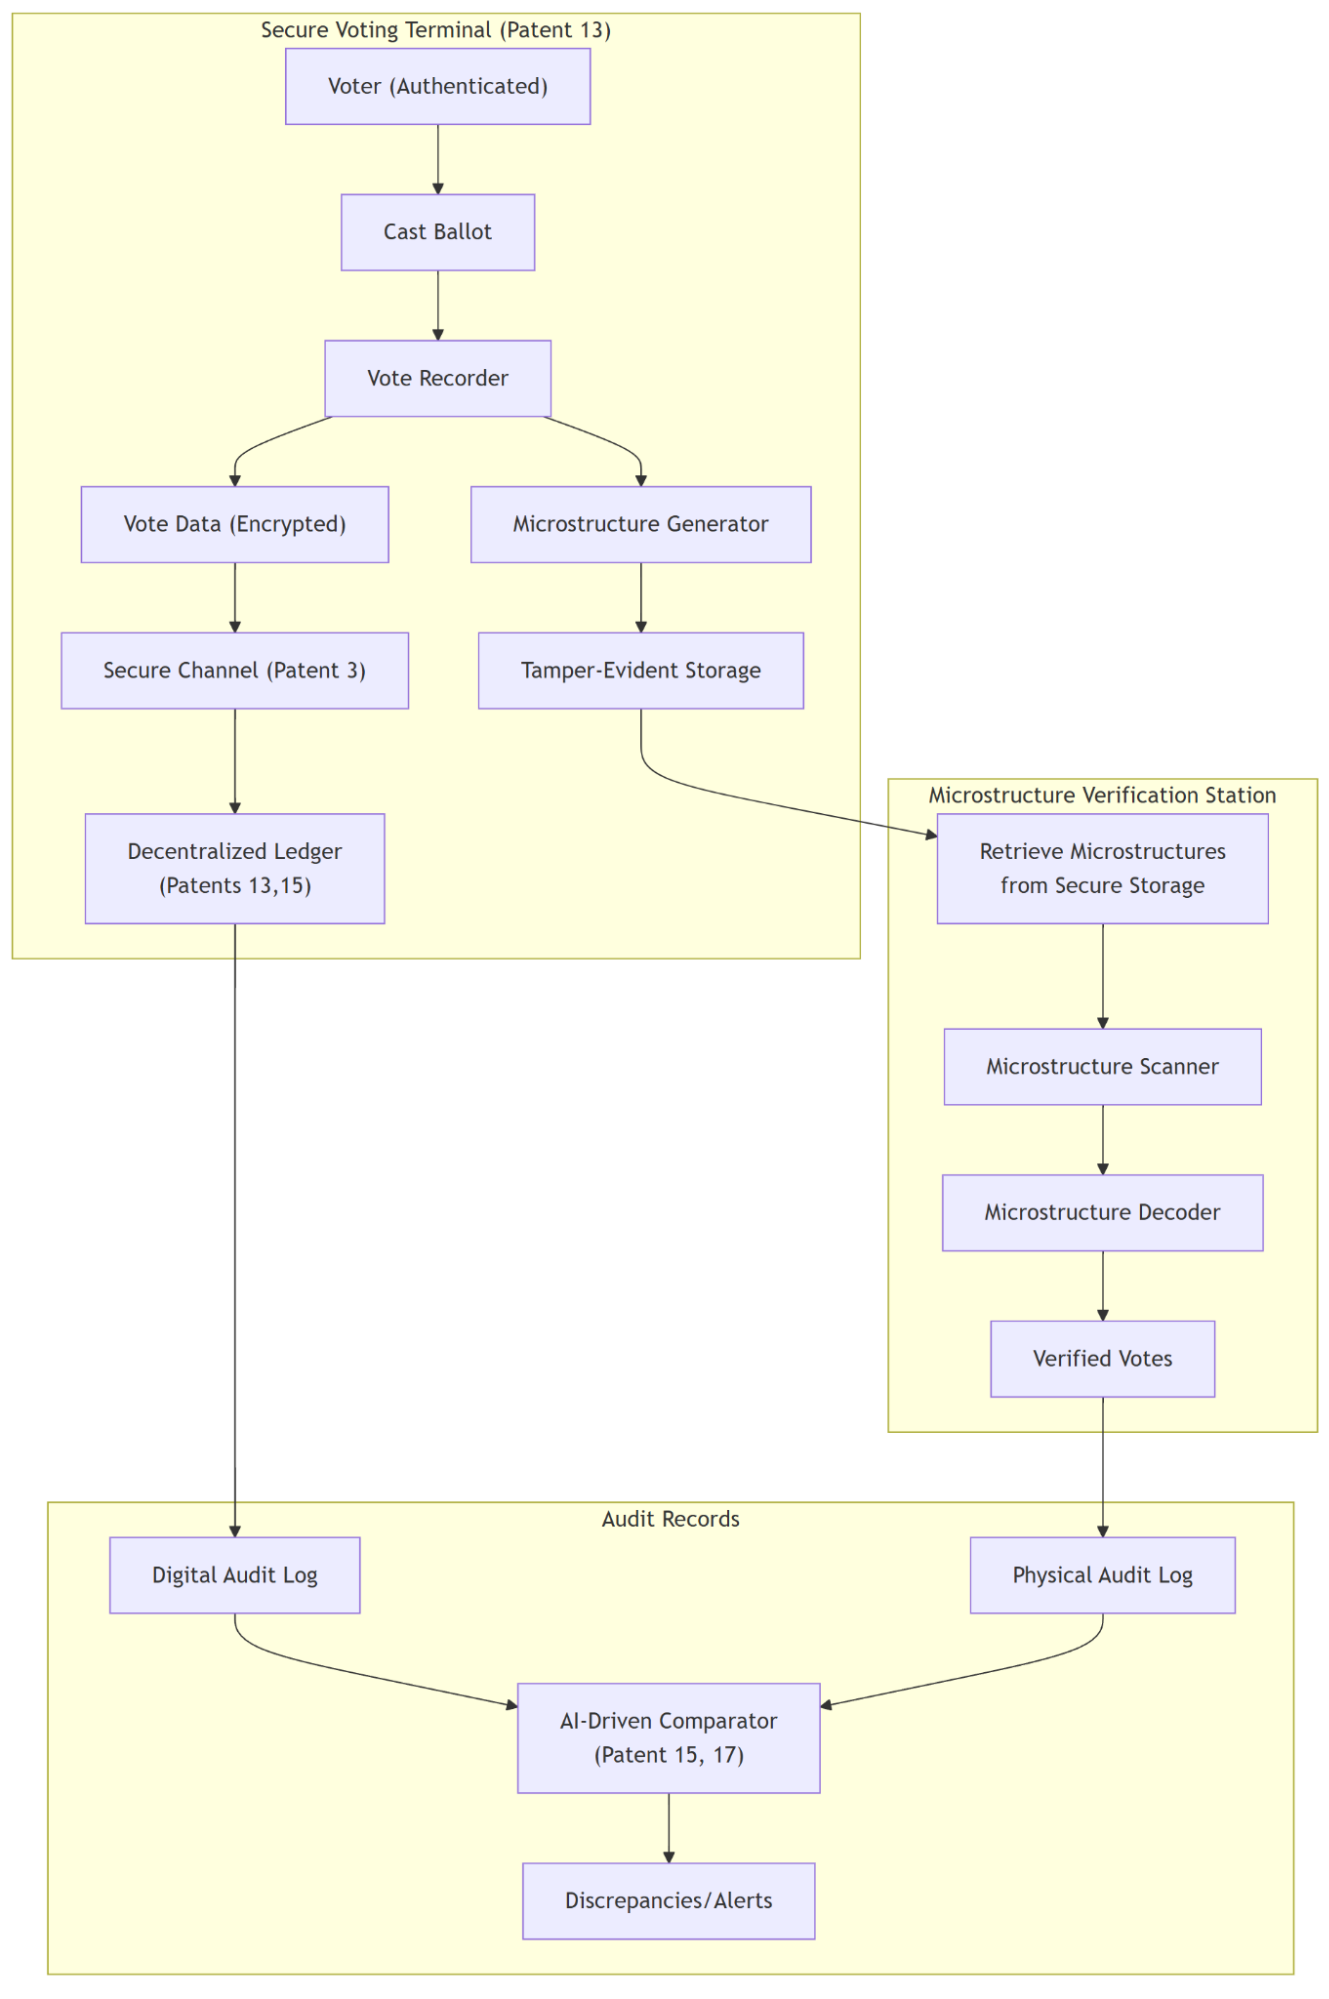 Secure Voting Terminal (Patent 13)
Voter (Authenticated)
Cast Ballot
Vote Recorder
Vote Data (Encrypted)
Microstructure Generator
Secure Channel (Patent 3)
Tamper-Evident Storage
Decentralized Ledger
(Patents 13,15)
Microstructure Verification Station
Retrieve Microstructures
from Secure Storage
Microstructure Scanner
Microstructure Decoder
Verified Votes
Audit Records
Digital Audit Log
Physical Audit Log
AI-Driven Comparator
(Patent 15, 17)
Discrepancies/Alerts